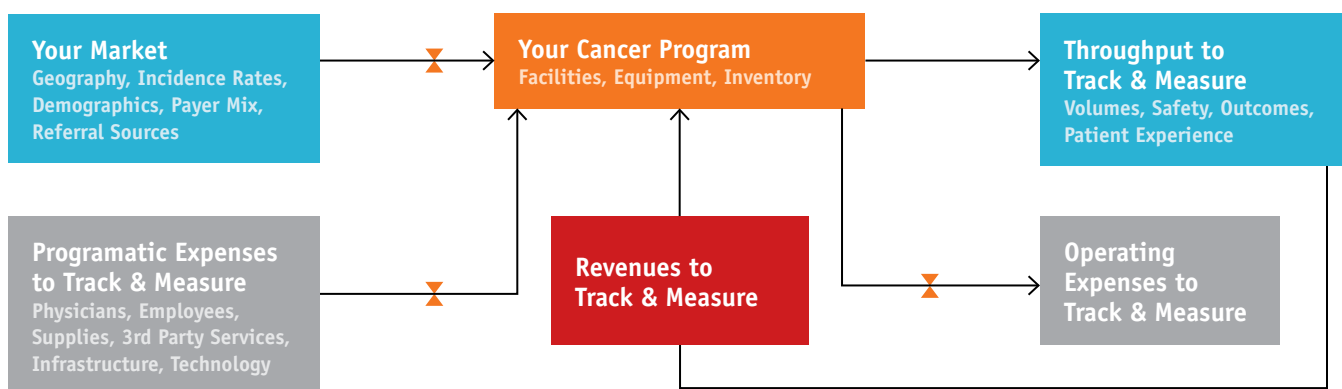 Your Market
Geography, Incidence Rates,
Demographics, Payer Mix,
Referral Sources
Your Cancer Program
Facilities, Equipment, Inventory
Throughput to
Track & Measure
Volumes, Safety, Outcomes,
Patient Experience
Programatic Expenses
to Track & Measure
Physicians, Employees,
Supplies, 3rd Party Services,
Infrastructure, Technology
Revenues to
Track & Measure
Operating
Expenses to
Track & Measure